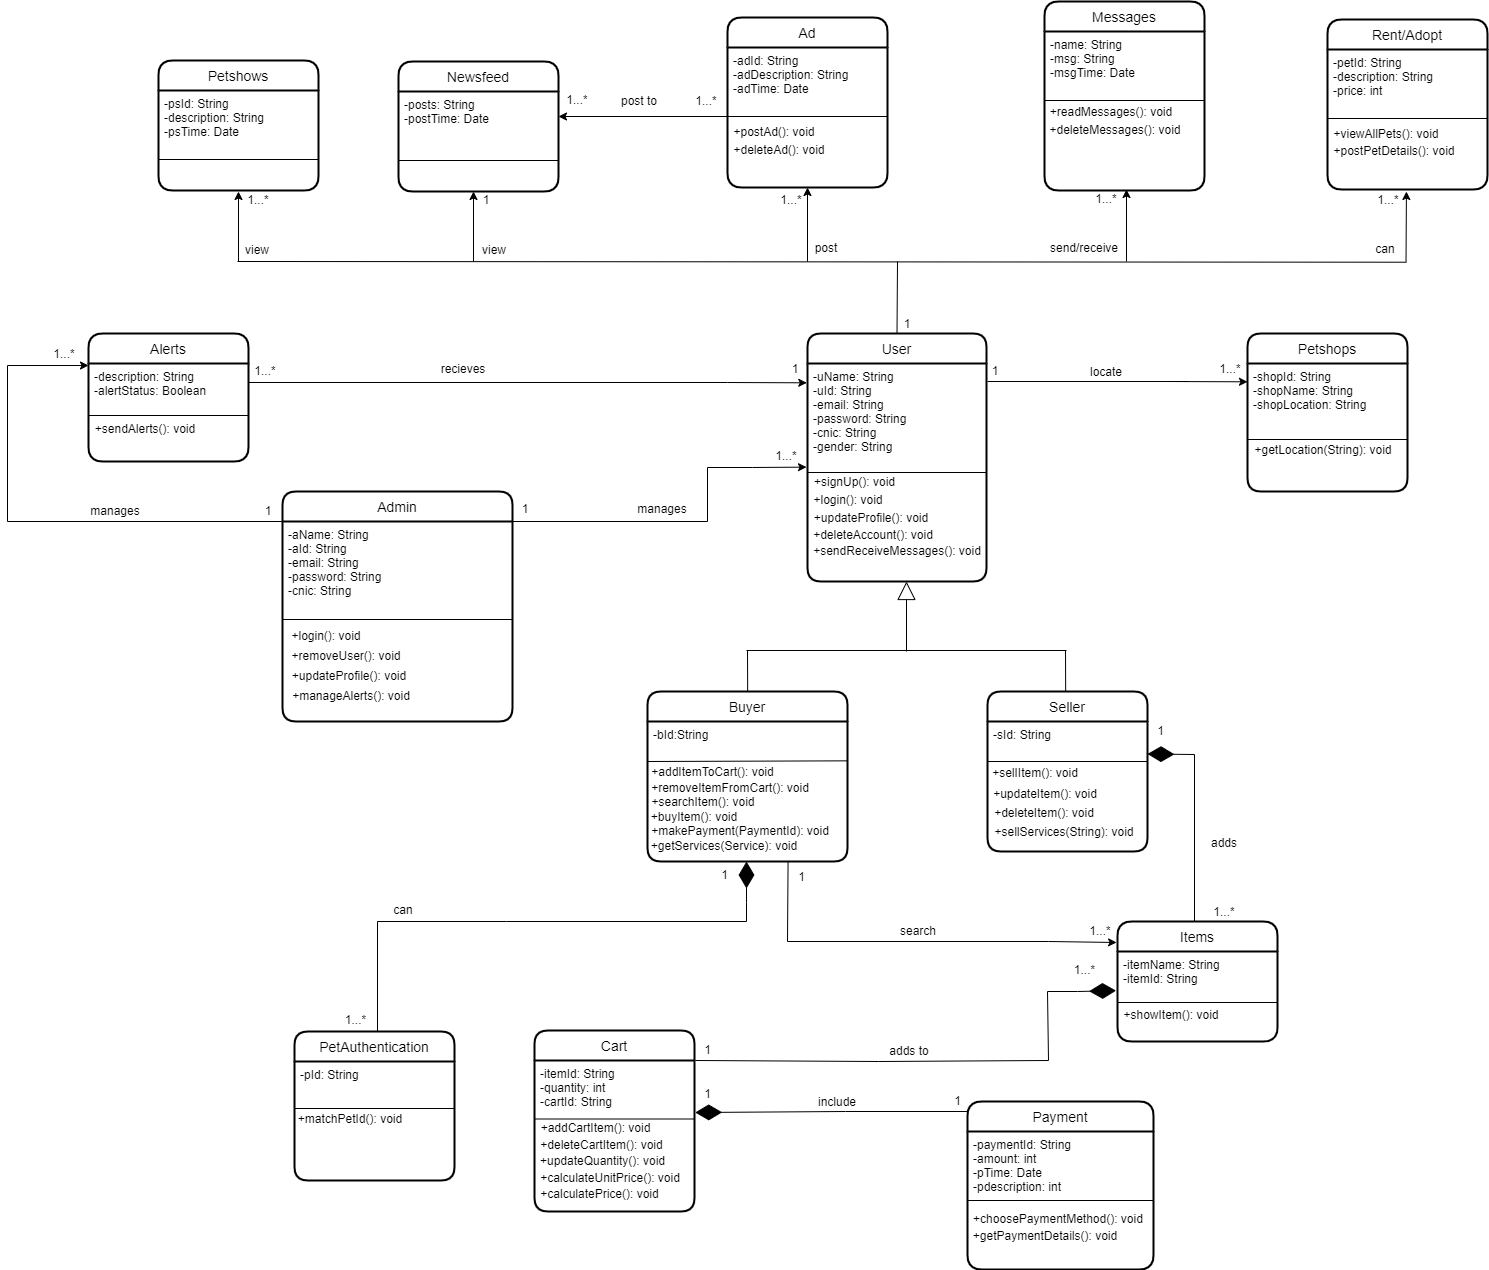 Petshows
-psId: String
-description: String
-psTime: Date
Newsfeed
-posts: String
-postTime: Date
1...*
post to
1...*
Ad
-adId: String
-adDescription: String
-adTime: Date
+postAd(): void
+deleteAd(): void
Messages
-name: String
-msg: String
-msgTime: Date
+readMessages(): void
+deleteMessages(): void
Rent/Adopt
-petId: String
-description: String
-price: int
+viewAllPets(): void
+postPetDetails(): void
1...*
1
1...*
1...*
1...*
view
view
post
send/receive
can
1
1...*
Alerts
-description: String
-alertStatus: Boolean
+sendAlerts(): void
1...*
recieves
1
User
-uName: String
-uId: String
-email: String
-password: String
-cnic: String
-gender: String
+signUp(): void
+login(): void
+updateProfile(): void
+deleteAccount(): void
+sendReceiveMessages(): void
1
locate
1...*
Petshops
-shopId: String
-shopName: String
-shopLocation: String
+getLocation(String): void
1...*
manages
1
Admin
-aName: String
-aId: String
-email: String
-password: String
-cnic: String
+login(): void
+removeUser(): void
+updateProfile(): void
+manageAlerts(): void
1
manages
Buyer
-bId:String
+addItemToCart(): void
+removeItemFromCart(): void
+searchItem(): void
+buyItem(): void
+makePayment(PaymentId): void
+getServices(Service): void
Seller
-sId: String
+sellItem(): void
+updateItem(): void
+deleteItem(): void
+sellServices(String): void
1
adds
1...*
1
1
can
search
1...*
Items
-itemName: String
-itemId: String
+showItem(): void
1...*
1...*
PetAuthentication
-pId: String
+matchPetId(): void
Cart
-itemId: String
-quantity: int
-cartId: String
+addCartItem(): void
+deleteCartItem(): void
+updateQuantity(): void
+calculateUnitPrice(): void
+calculatePrice(): void
1
adds to
1
include
1
Payment
-paymentId: String
-amount: int
-pTime: Date
-pdescription: int
+choosePaymentMethod(): void
+getPaymentDetails(): void